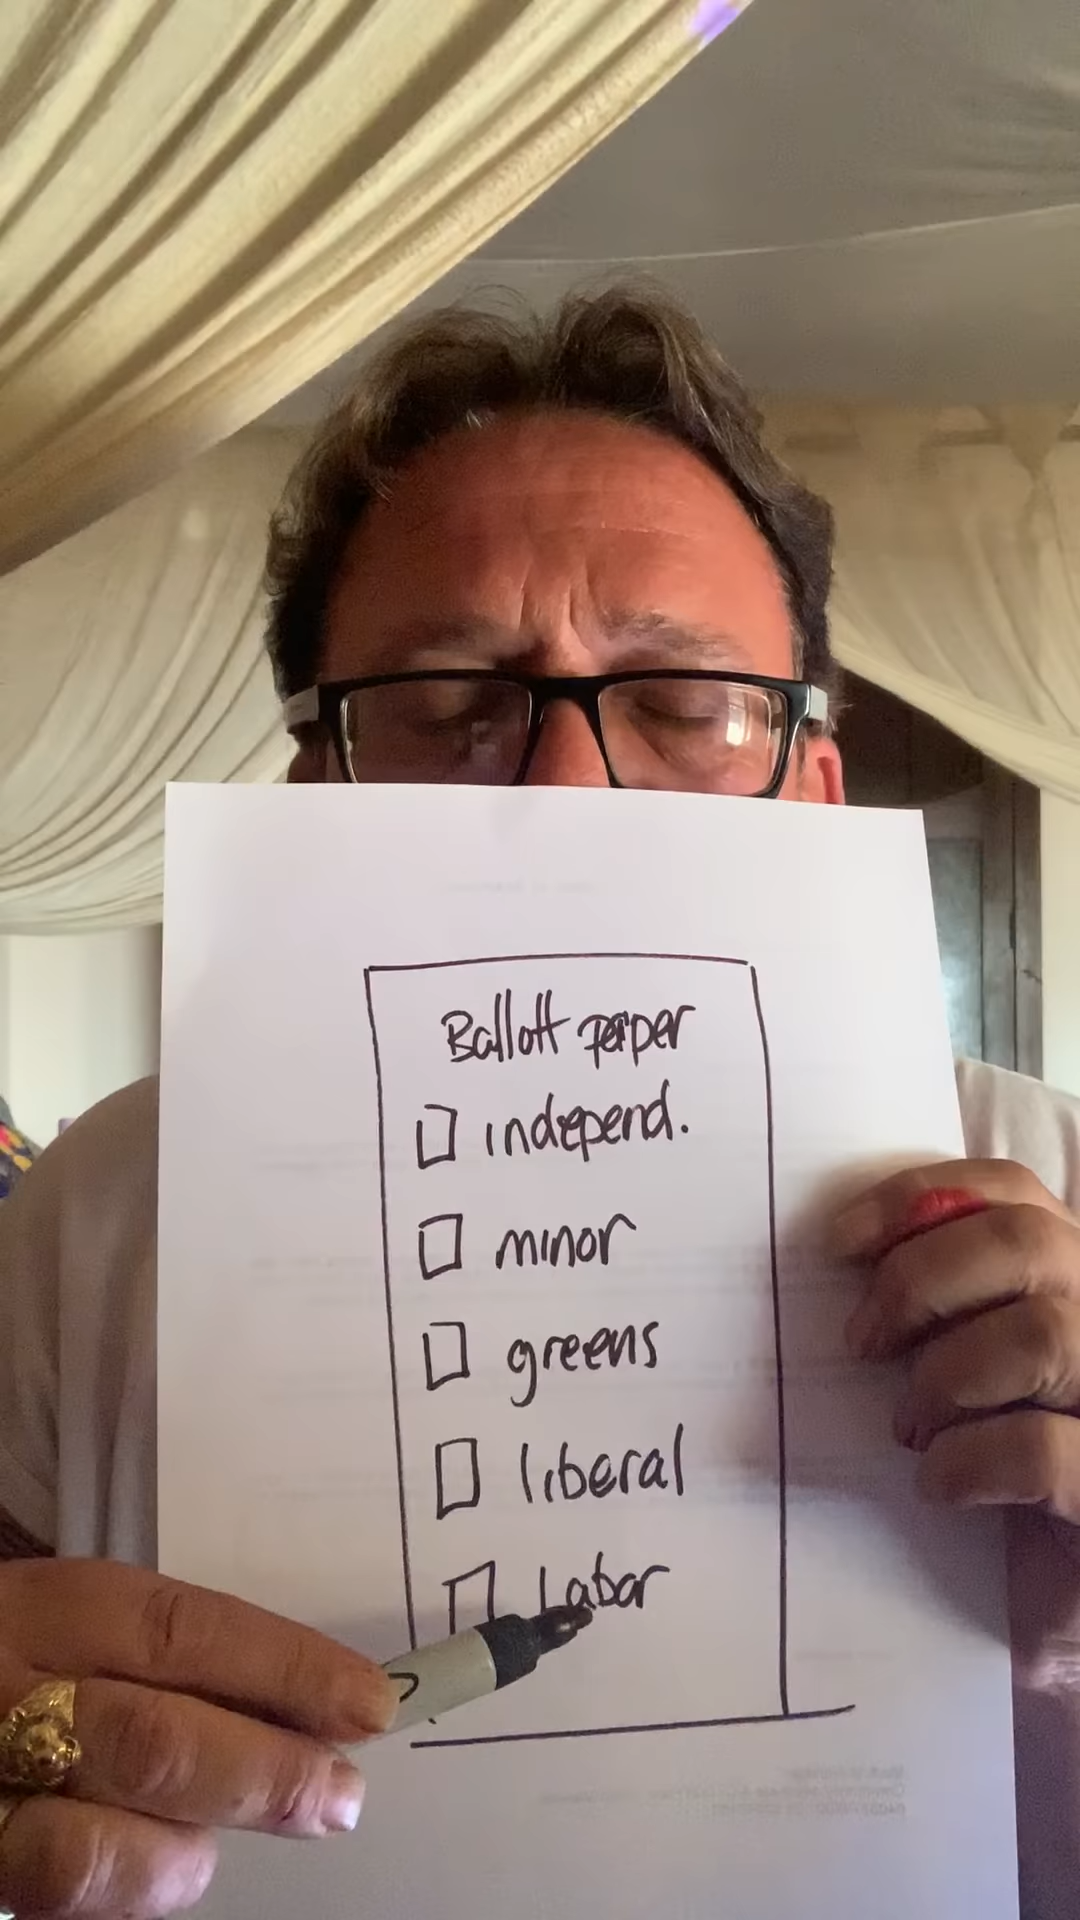 Ballott paper
independ.
minor
greens
liberal
Labor